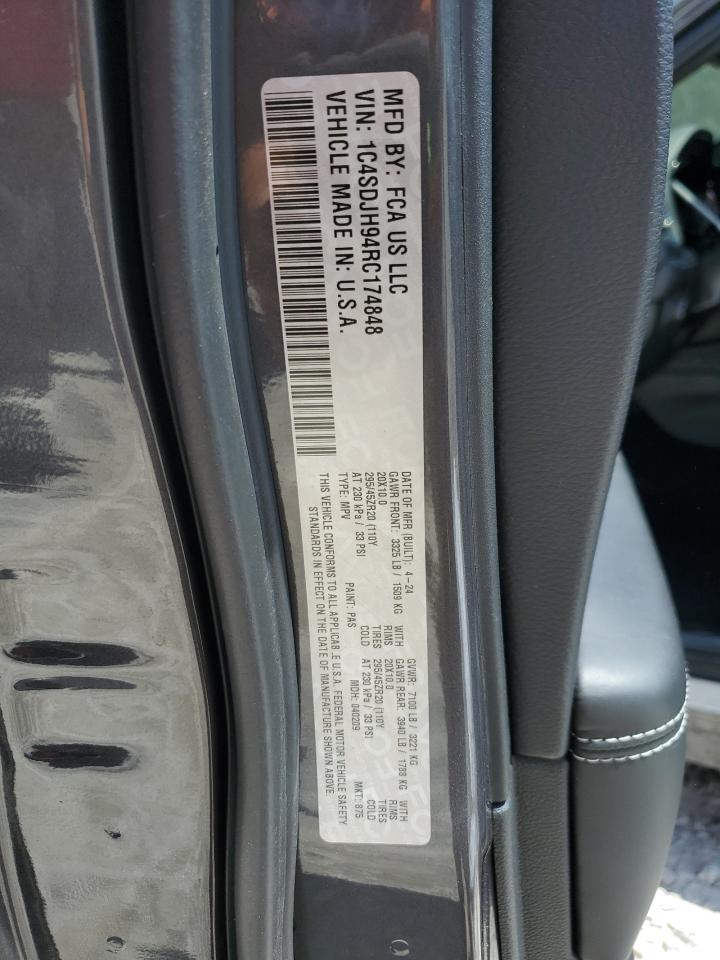 MFD BY: FCA US LLC
VIN: 1C4SDJH94RC174848
VEHICLE MADE IN: U.S.A.
DATE OF MFR (BUILT): 4-24 GVWR: 7100 LB / 3221 KG
GAWR FRONT: 3325 LB / 1509 KG WITH GAWR REAR: 3940 LB / 1788 KG WITH
20X10.0 RIMS 20X10.0 RIMS
295/45ZR20 (110Y TIRES 295/45ZR20 (110Y TIRES
AT 230 kPa / 33 PSI COLD AT 230 kPa / 33 PSI COLD
TYPE: MPV PAINT: PAS MDH: 040209 MKT: 875
THIS VEHICLE CONFORMS TO ALL APPLICABLE U.S.A. FEDERAL MOTOR VEHICLE SAFETY
STANDARDS IN EFFECT ON THE DATE OF MANUFACTURE SHOWN ABOVE.